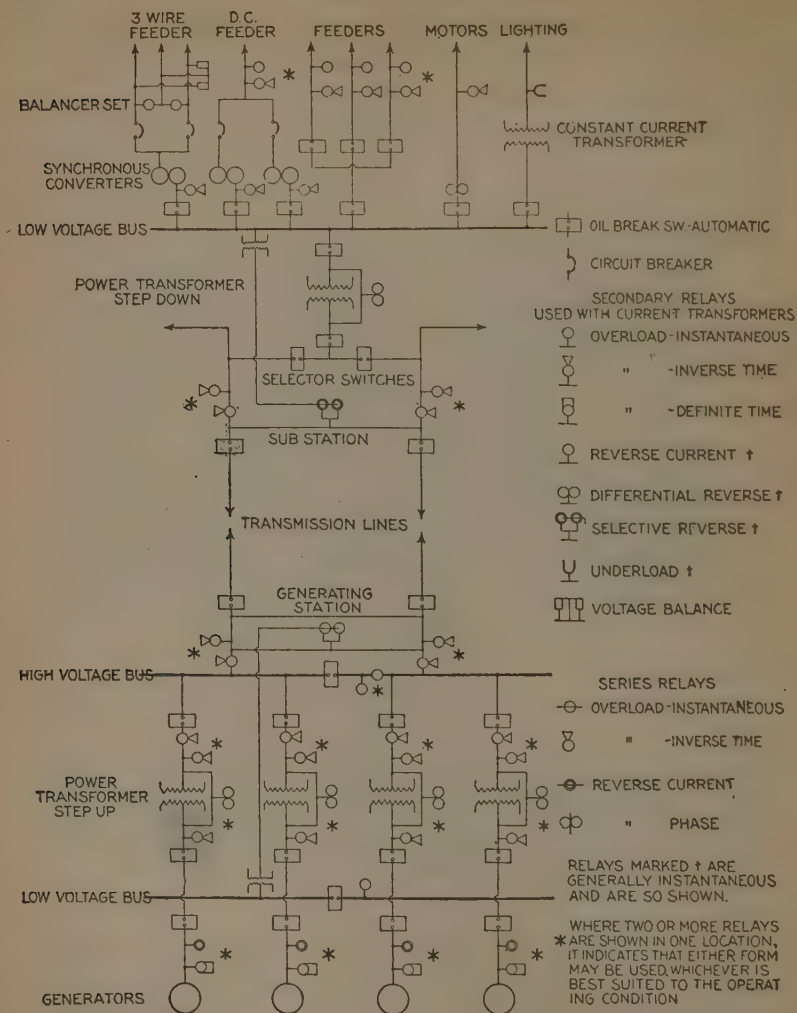 3 WIRE FEEDER
D.C. FEEDER
FEEDERS
MOTORS
LIGHTING
BALANCER SET
CONSTANT CURRENT
TRANSFORMER
SYNCHRONOUS
CONVERTERS
LOW VOLTAGE BUS
OIL BREAK SW.-AUTOMATIC
CIRCUIT BREAKER
POWER TRANSFORMER
STEP DOWN
SECONDARY RELAYS
USED WITH CURRENT TRANSFORMERS
OVERLOAD-INSTANTANEOUS
" -INVERSE TIME
" -DEFINITE TIME
REVERSE CURRENT †
DIFFERENTIAL REVERSE †
SELECTIVE REVERSE †
UNDERLOAD †
VOLTAGE BALANCE
SELECTOR SWITCHES
SUB STATION
TRANSMISSION LINES
GENERATING
STATION
HIGH VOLTAGE BUS
SERIES RELAYS
OVERLOAD-INSTANTANEOUS
" -INVERSE TIME
REVERSE CURRENT
" PHASE
POWER
TRANSFORMER
STEP UP
LOW VOLTAGE BUS
RELAYS MARKED † ARE
GENERALLY INSTANTANEOUS
AND ARE SO SHOWN.
WHERE TWO OR MORE RELAYS
* ARE SHOWN IN ONE LOCATION,
IT INDICATES THAT EITHER FORM
MAY BE USED, WHICHEVER IS
BEST SUITED TO THE OPERAT
ING CONDITION
GENERATORS